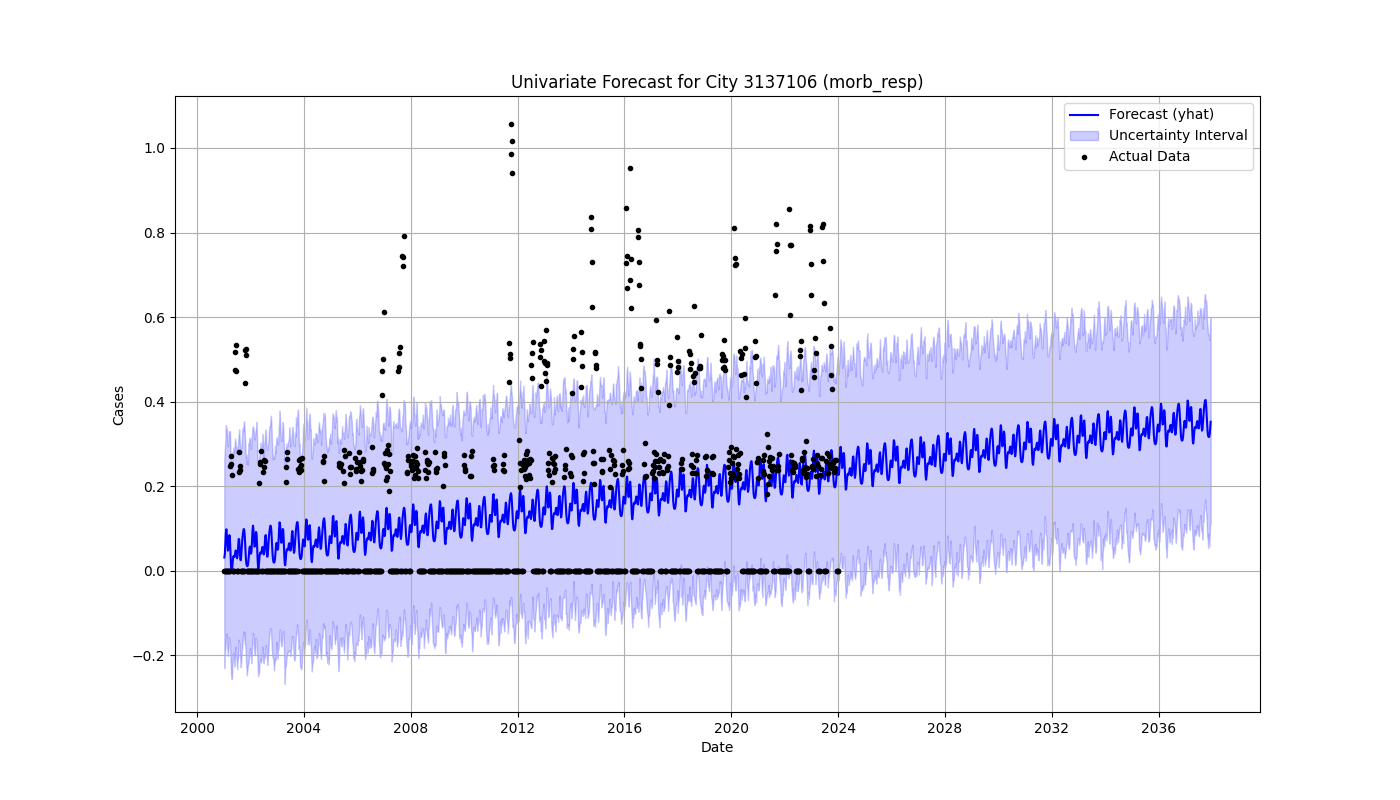 Univariate Forecast for City 3137106 (morb_resp)
Forecast (yhat)
Uncertainty Interval
Actual Data
Cases
1.0
0.8
0.6
0.4
0.2
0.0
−0.2
2000 2004 2008 2012 2016 2020 2024 2028 2032 2036
Date